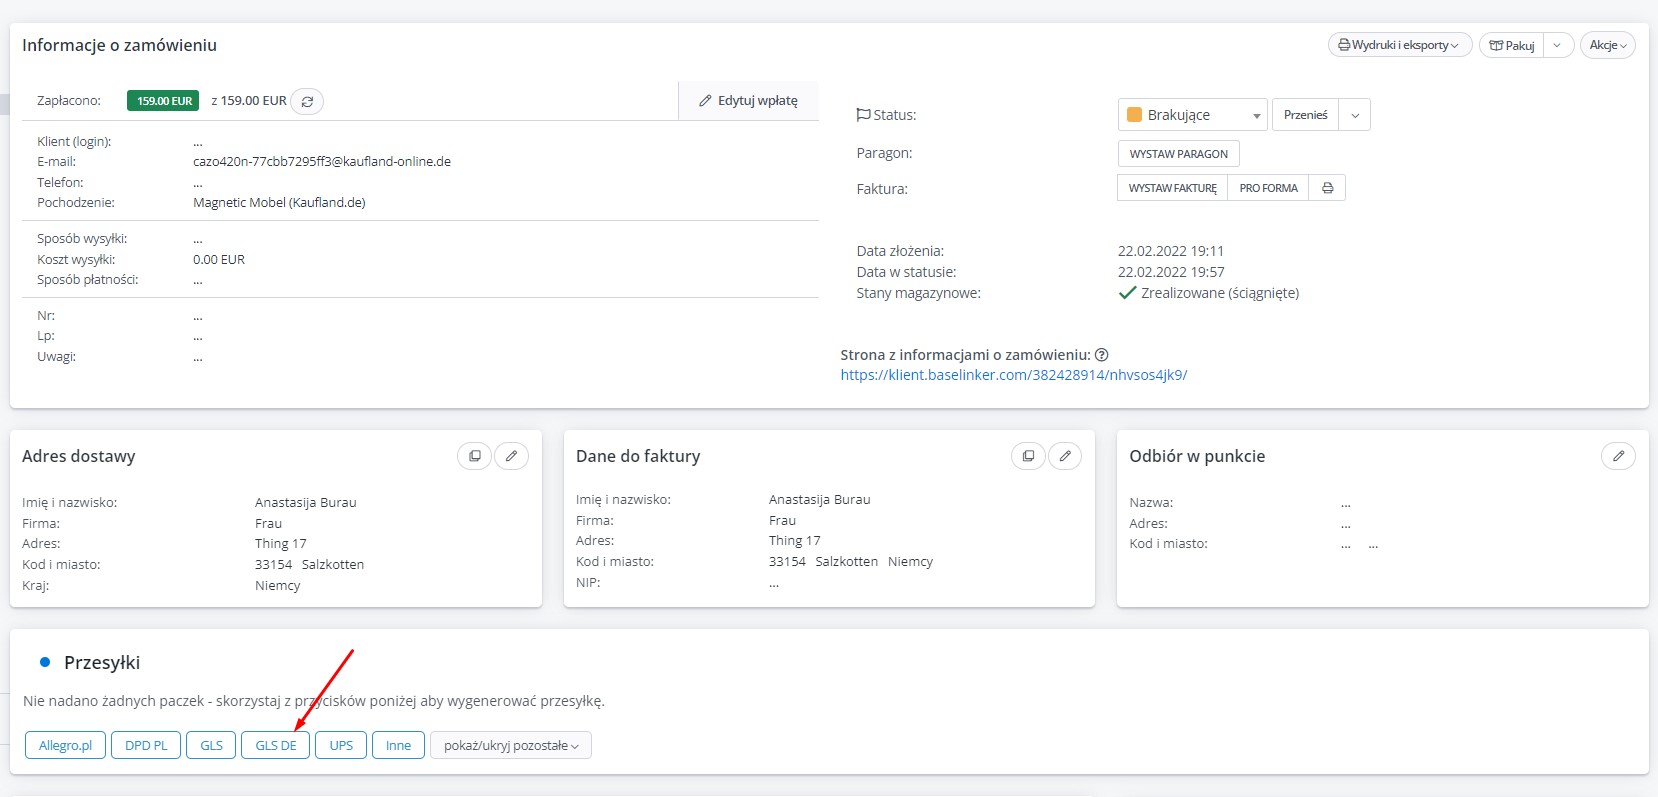 Informacje o zamówieniu
Wydruki i eksporty
Pakuj
Akcje
Zapłacono: 159.00 EUR z 159.00 EUR
Edytuj wpłatę
Klient (login): ...
E-mail: cazo420n-77cbb7295ff3@kaufland-online.de
Telefon: ...
Pochodzenie: Magnetic Mobel (Kaufland.de)
Sposób wysyłki: ...
Koszt wysyłki: 0.00 EUR
Sposób płatności: ...
Nr: ...
Lp: ...
Uwagi: ...
Status: Brakujące Przenieś
Paragon: WYSTAW PARAGON
Faktura: WYSTAW FAKTURĘ PRO FORMA
Data złożenia: 22.02.2022 19:11
Data w statusie: 22.02.2022 19:57
Stany magazynowe: Zrealizowane (ściągnięte)
Strona z informacjami o zamówieniu:
https://klient.baselinker.com/382428914/nhvsos4jk9/
Adres dostawy
Imię i nazwisko: Anastasija Burau
Firma: Frau
Adres: Thing 17
Kod i miasto: 33154 Salzkotten
Kraj: Niemcy
Dane do faktury
Imię i nazwisko: Anastasija Burau
Firma: Frau
Adres: Thing 17
Kod i miasto: 33154 Salzkotten Niemcy
NIP: ...
Odbiór w punkcie
Nazwa: ...
Adres: ...
Kod i miasto: ... ...
Przesyłki
Nie nadano żadnych paczek - skorzystaj z przycisków poniżej aby wygenerować przesyłkę.
Allegro.pl DPD PL GLS GLS DE UPS Inne pokaż/ukryj pozostałe